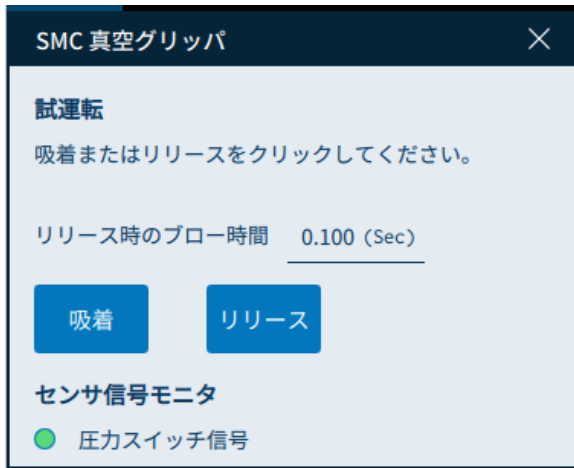 SMC 真空グリッパ
試運転
吸着またはリリースをクリックしてください。
リリース時のブロー時間 0.100 (Sec)
吸着 リリース
センサ信号モニタ
圧力スイッチ信号